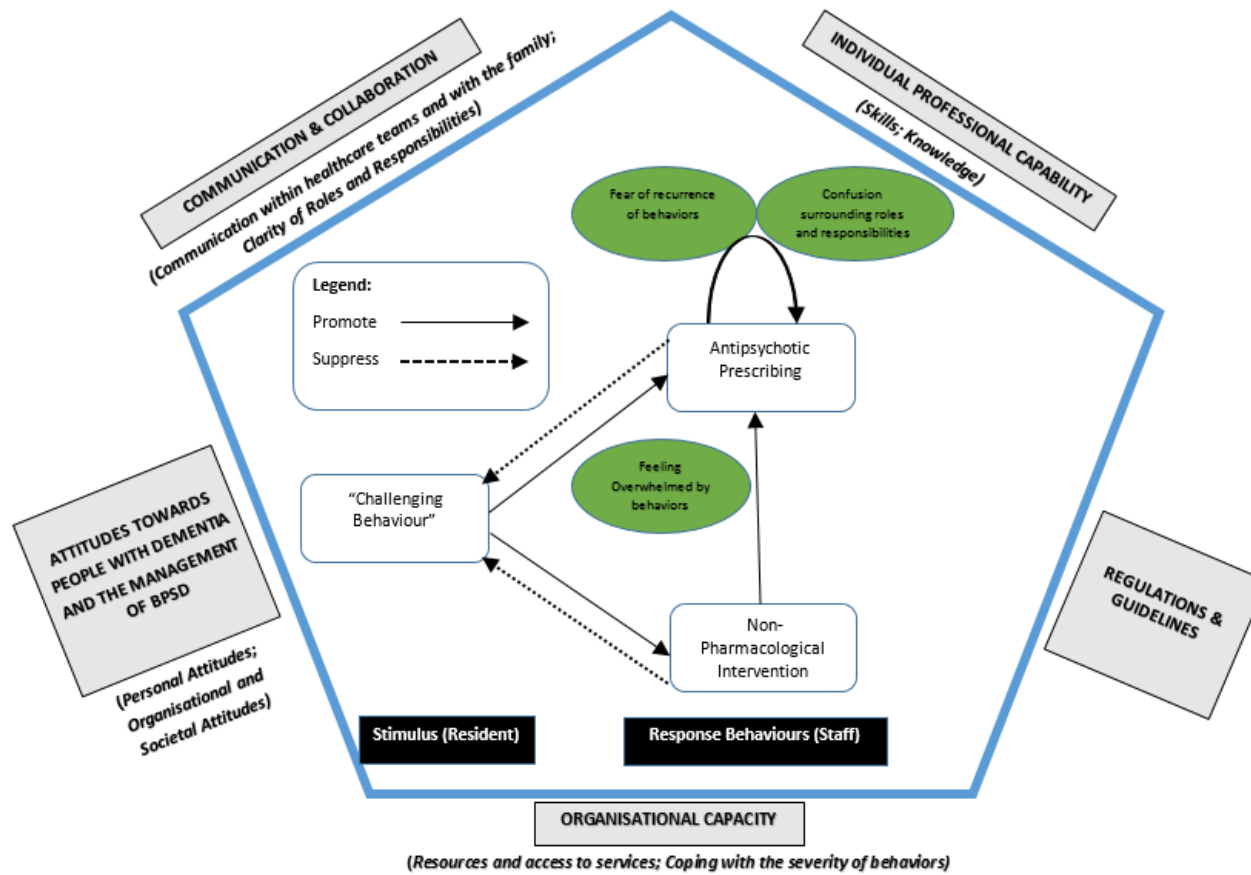 COMMUNICATION & COLLABORATION
(Communication within healthcare teams and with the family;
Clarity of Roles and Responsibilities)
INDIVIDUAL PROFESSIONAL CAPABILITY
(Skills; Knowledge)
Fear of recurrence
of behaviors
Confusion
surrounding roles
and responsibilities
Legend:
Promote
Suppress
Antipsychotic
Prescribing
Feeling
Overwhelmed by
behaviors
“Challenging
Behaviour”
Non-
Pharmacological
Intervention
ATTITUDES TOWARDS
PEOPLE WITH DEMENTIA
AND THE MANAGEMENT
OF BPSD
(Personal Attitudes;
Organisational and
Societal Attitudes)
REGULATIONS &
GUIDELINES
Stimulus (Resident)
Response Behaviours (Staff)
ORGANISATIONAL CAPACITY
(Resources and access to services; Coping with the severity of behaviors)